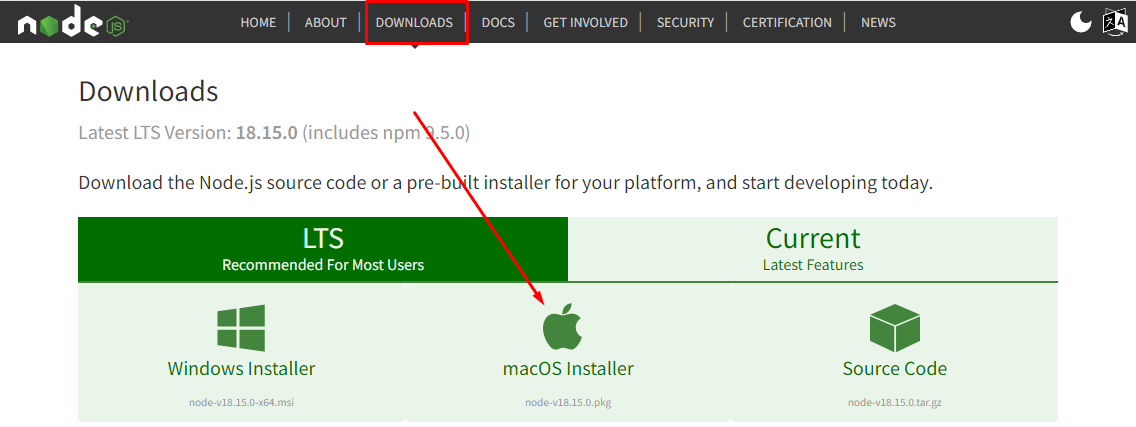 node JS
HOME | ABOUT | DOWNLOADS | DOCS | GET INVOLVED | SECURITY | CERTIFICATION | NEWS
Downloads
Latest LTS Version: 18.15.0 (includes npm 9.5.0)
Download the Node.js source code or a pre-built installer for your platform, and start developing today.
LTS
Recommended For Most Users
Current
Latest Features
Windows Installer
node-v18.15.0-x64.msi
macOS Installer
node-v18.15.0.pkg
Source Code
node-v18.15.0.tar.gz